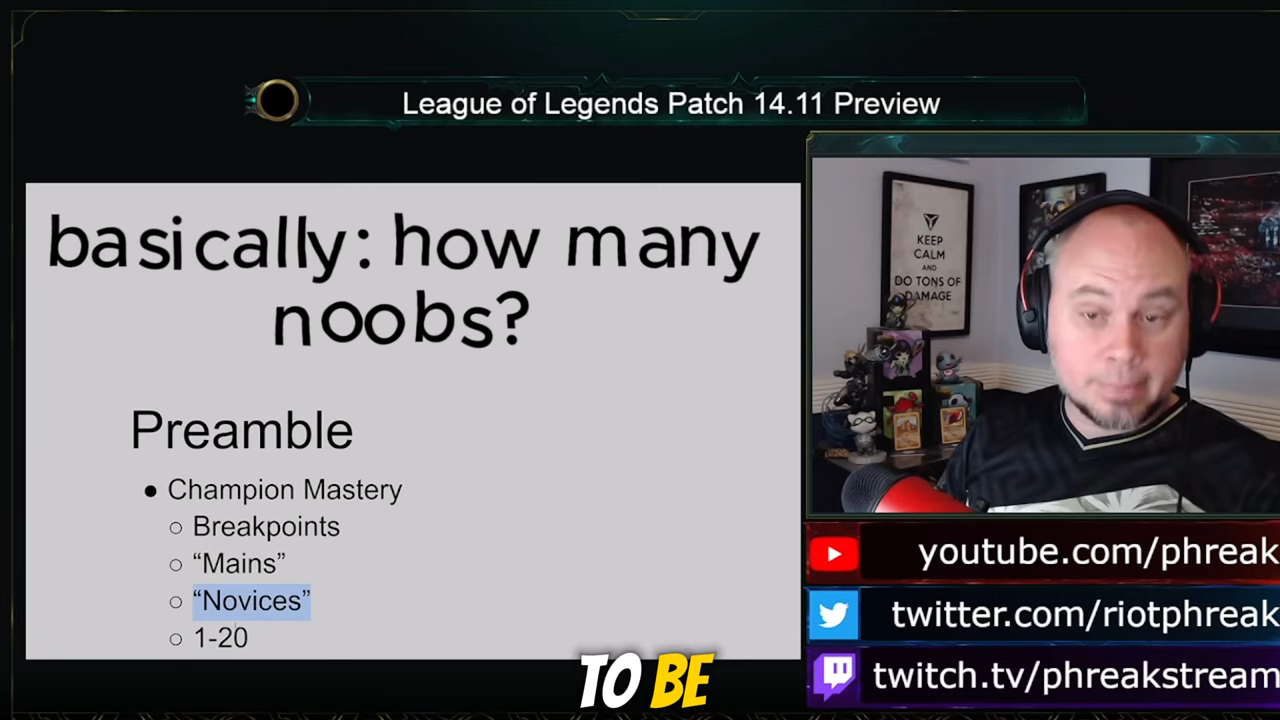 League of Legends Patch 14.11 Preview
basically: how many
noobs?
Preamble
● Champion Mastery
○ Breakpoints
○ “Mains”
○ “Novices”
○ 1-20
KEEP
CALM
AND
DO TONS OF
DAMAGE
youtube.com/phreak
twitter.com/riotphreak
twitch.tv/phreakstream
TO BE